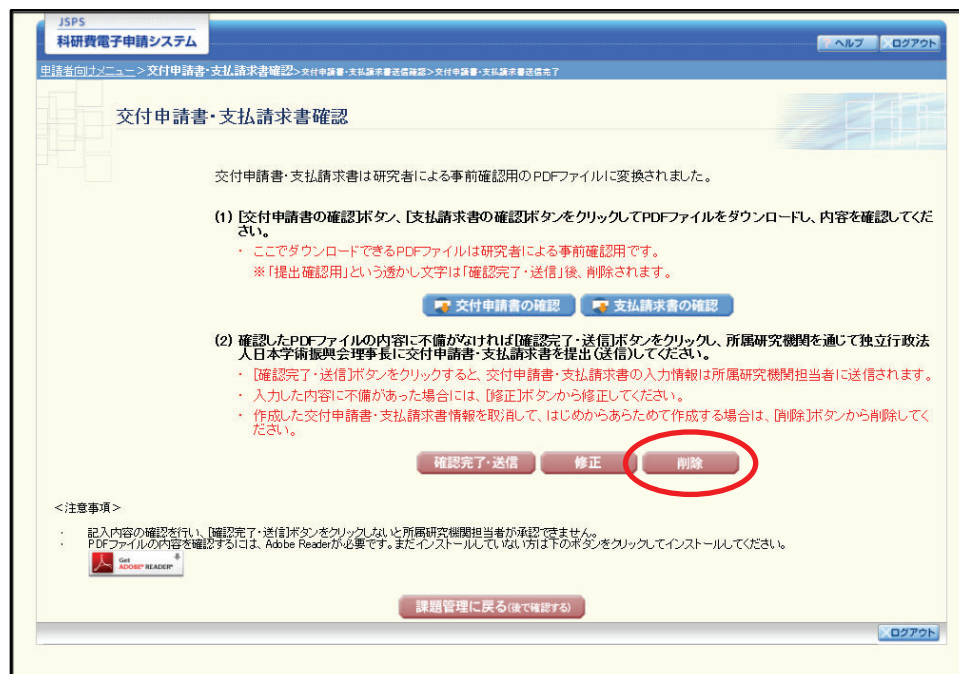 JSPS
科研費電子申請システム
? ヘルプ
ログアウト
申請者向けメニュー>交付申請書・支払請求書確認>交付申請書・支払請求書送信確認>交付申請書・支払請求書送信完了
交付申請書・支払請求書確認
交付申請書・支払請求書は研究者による事前確認用のPDFファイルに変換されました。
(1) [交付申請書の確認]ボタン、[支払請求書の確認]ボタンをクリックしてPDFファイルをダウンロードし、内容を確認してくだ
さい。
・ ここでダウンロードできるPDFファイルは研究者による事前確認用です。
※「提出確認用」という透かし文字は「確認完了・送信」後、削除されます。
交付申請書の確認
支払請求書の確認
(2) 確認したPDFファイルの内容に不備がなければ[確認完了・送信]ボタンをクリックし、所属研究機関を通じて独立行政法
人日本学術振興会理事長に交付申請書・支払請求書を提出(送信)してください。
・ [確認完了・送信]ボタンをクリックすると、交付申請書・支払請求書の入力情報は所属研究機関担当者に送信されます。
・ 入力した内容に不備があった場合には、[修正]ボタンから修正してください。
・ 作成した交付申請書・支払請求書情報を取消して、はじめからあらためて作成する場合は、[削除]ボタンから削除してく
ださい。
確認完了・送信
修正
削除
<注意事項>
・ 記入内容の確認を行い、[確認完了・送信]ボタンをクリックしないと所属研究機関担当者が承認できません。
・ PDFファイルの内容を確認するには、Adobe Readerが必要です。まだインストールしていない方は下のボタンをクリックしてインストールしてください。
Get
ADOBE® READER®
課題管理に戻る(後で確認する)
ログアウト